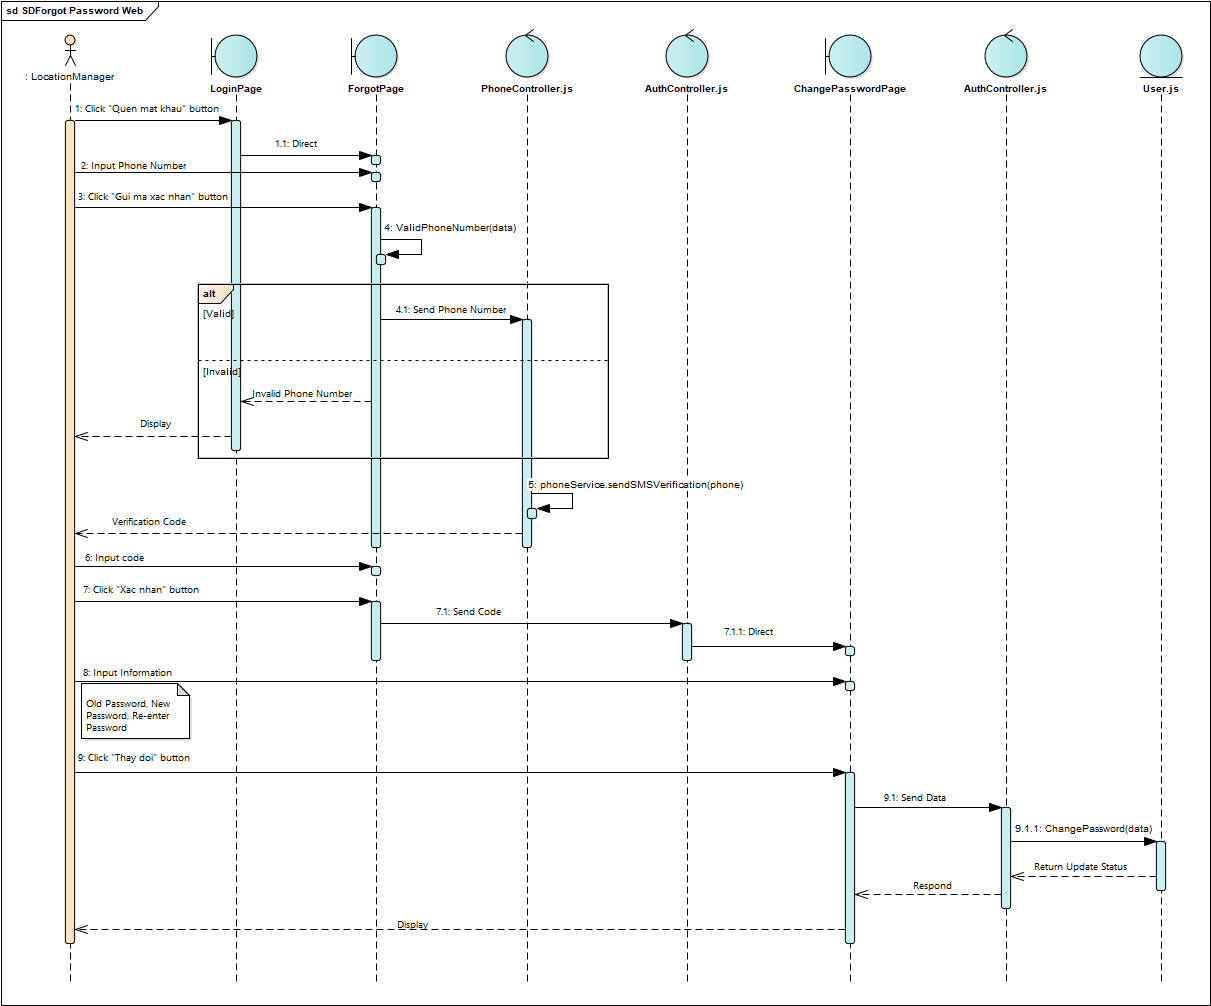 sd SDForgot Password Web
: LocationManager
LoginPage
ForgotPage
PhoneController.js
AuthController.js
ChangePasswordPage
AuthController.js
User.js
1: Click "Quen mat khau" button
1.1: Direct
2: Input Phone Number
3: Click "Gui ma xac nhan" button
4: ValidPhoneNumber(data)
alt
[Valid]
4.1: Send Phone Number
[Invalid]
Invalid Phone Number
Display
5: phoneService.sendSMSVerification(phone)
Verification Code
6: Input code
7: Click "Xac nhan" button
7.1: Send Code
7.1.1: Direct
8: Input Information
Old Password, New
Password, Re-enter
Password
9: Click "Thay doi" button
9.1: Send Data
9.1.1: ChangePassword(data)
Return Update Status
Respond
Display